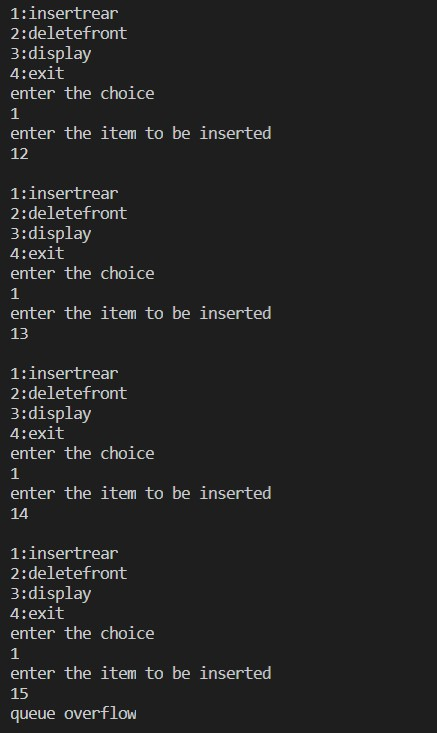 1:insertrear
2:deletefront
3:display
4:exit
enter the choice
1
enter the item to be inserted
12

1:insertrear
2:deletefront
3:display
4:exit
enter the choice
1
enter the item to be inserted
13

1:insertrear
2:deletefront
3:display
4:exit
enter the choice
1
enter the item to be inserted
14

1:insertrear
2:deletefront
3:display
4:exit
enter the choice
1
enter the item to be inserted
15
queue overflow